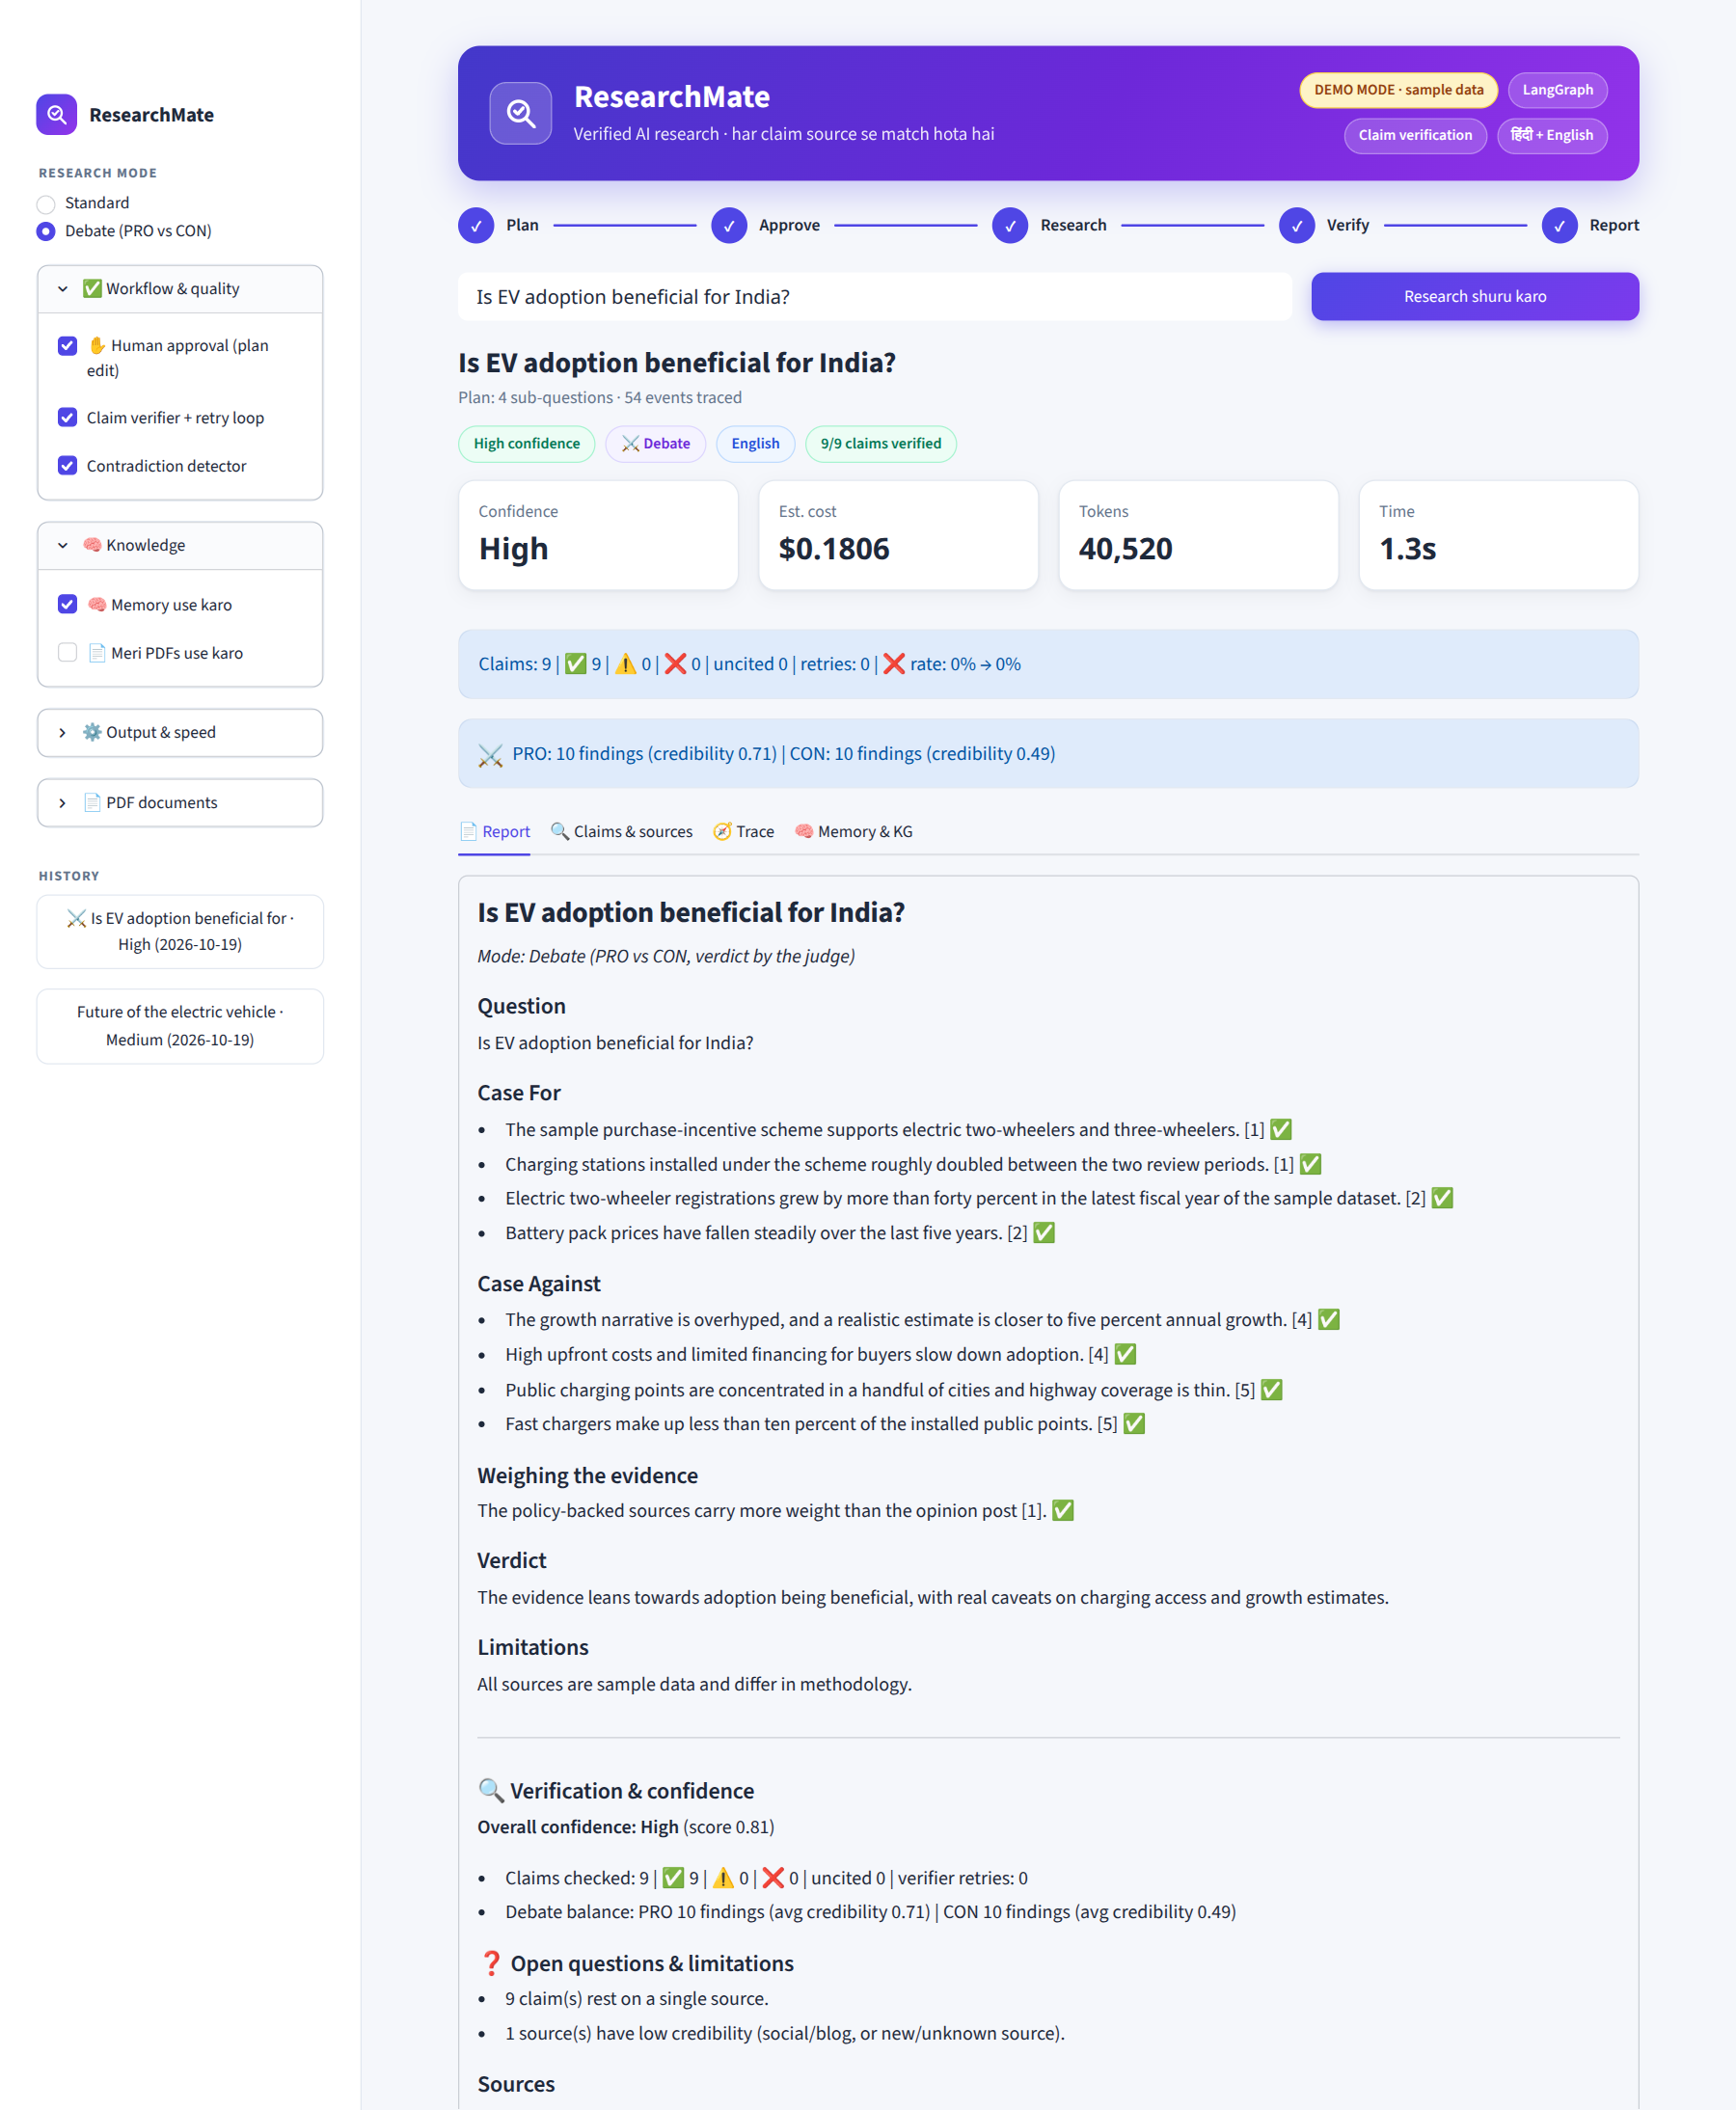 ResearchMate
RESEARCH MODE
Standard
Debate (PRO vs CON)
✅ Workflow & quality
✋ Human approval (plan
edit)
Claim verifier + retry loop
Contradiction detector
🧠 Knowledge
🧠 Memory use karo
📄 Meri PDFs use karo
⚙️ Output & speed
📄 PDF documents
HISTORY
⚔️ Is EV adoption beneficial for ·
High (2026-10-19)
Future of the electric vehicle ·
Medium (2026-10-19)
ResearchMate
Verified AI research · har claim source se match hota hai
DEMO MODE · sample data
LangGraph
Claim verification
हिंदी + English
✓ Plan
✓ Approve
✓ Research
✓ Verify
✓ Report
Is EV adoption beneficial for India?
Research shuru karo
Is EV adoption beneficial for India?
Plan: 4 sub-questions · 54 events traced
High confidence
⚔️ Debate
English
9/9 claims verified
Confidence
High
Est. cost
$0.1806
Tokens
40,520
Time
1.3s
Claims: 9 | ✅ 9 | ⚠️ 0 | ❌ 0 | uncited 0 | retries: 0 | ❌ rate: 0% → 0%
⚔️ PRO: 10 findings (credibility 0.71) | CON: 10 findings (credibility 0.49)
📄 Report
🔍 Claims & sources
🧭 Trace
🧠 Memory & KG
Is EV adoption beneficial for India?
Mode: Debate (PRO vs CON, verdict by the judge)
Question
Is EV adoption beneficial for India?
Case For
• The sample purchase-incentive scheme supports electric two-wheelers and three-wheelers. [1] ✅
• Charging stations installed under the scheme roughly doubled between the two review periods. [1] ✅
• Electric two-wheeler registrations grew by more than forty percent in the latest fiscal year of the sample dataset. [2] ✅
• Battery pack prices have fallen steadily over the last five years. [2] ✅
Case Against
• The growth narrative is overhyped, and a realistic estimate is closer to five percent annual growth. [4] ✅
• High upfront costs and limited financing for buyers slow down adoption. [4] ✅
• Public charging points are concentrated in a handful of cities and highway coverage is thin. [5] ✅
• Fast chargers make up less than ten percent of the installed public points. [5] ✅
Weighing the evidence
The policy-backed sources carry more weight than the opinion post [1]. ✅
Verdict
The evidence leans towards adoption being beneficial, with real caveats on charging access and growth estimates.
Limitations
All sources are sample data and differ in methodology.
🔍 Verification & confidence
Overall confidence: High (score 0.81)
• Claims checked: 9 | ✅ 9 | ⚠️ 0 | ❌ 0 | uncited 0 | verifier retries: 0
• Debate balance: PRO 10 findings (avg credibility 0.71) | CON 10 findings (avg credibility 0.49)
❓ Open questions & limitations
• 9 claim(s) rest on a single source.
• 1 source(s) have low credibility (social/blog, or new/unknown source).
Sources